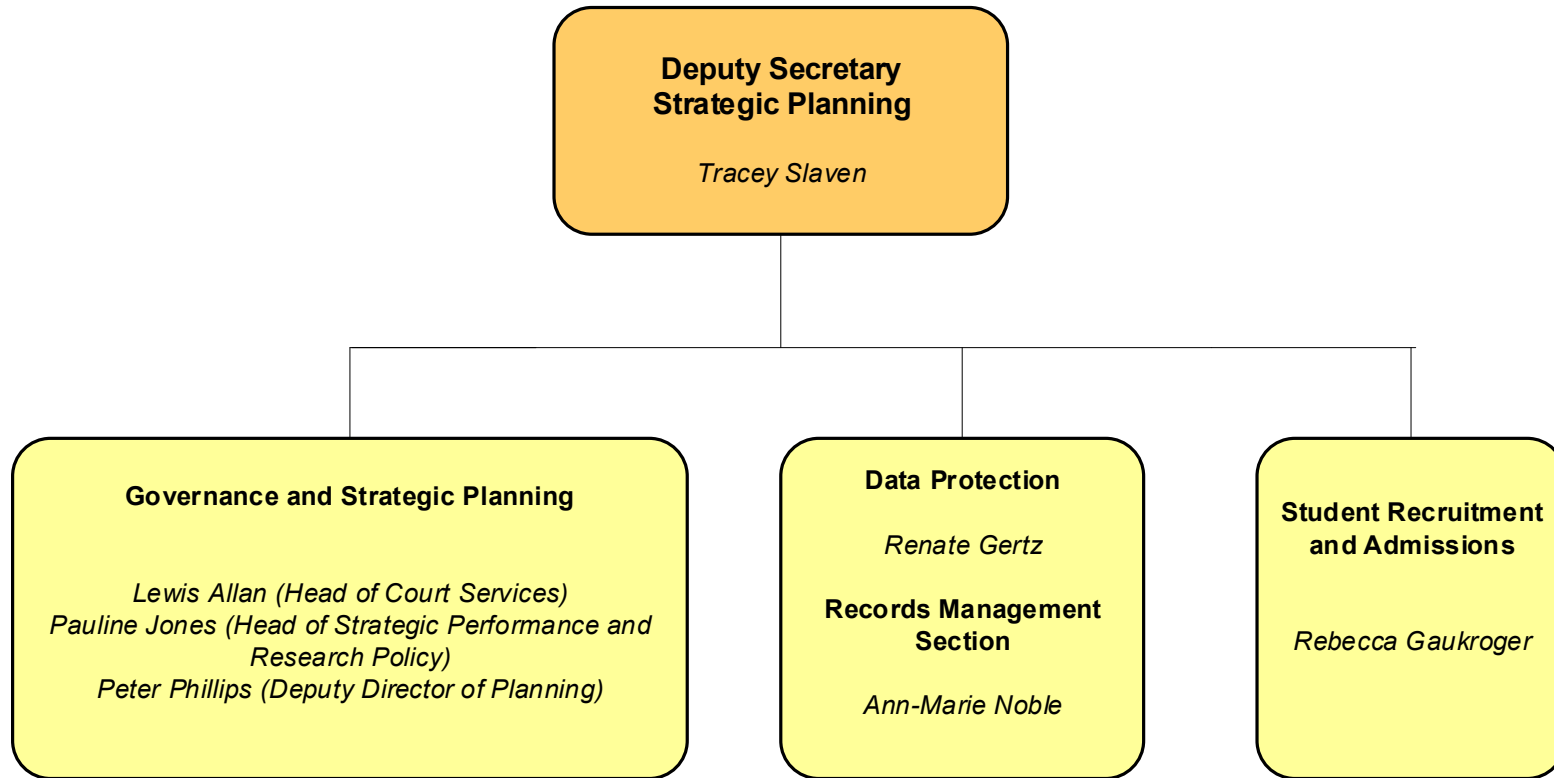 Deputy Secretary
Strategic Planning
Tracey Slaven
Governance and Strategic Planning
Lewis Allan (Head of Court Services)
Pauline Jones (Head of Strategic Performance and
Research Policy)
Peter Phillips (Deputy Director of Planning)
Data Protection
Renate Gertz
Records Management
Section
Ann-Marie Noble
Student Recruitment
and Admissions
Rebecca Gaukroger